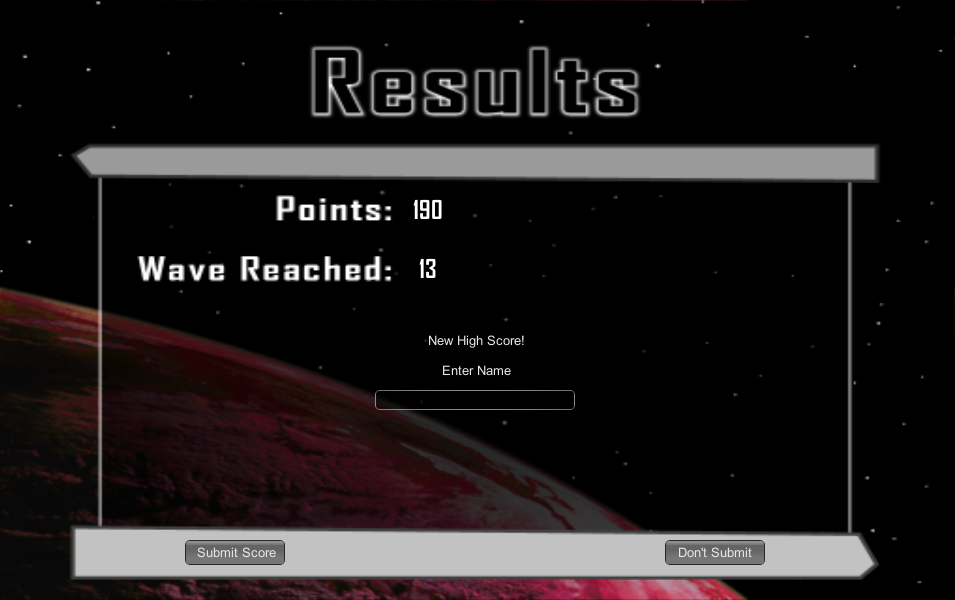 Results
Points: 190
Wave Reached: 13
New High Score!
Enter Name
Submit Score
Don't Submit